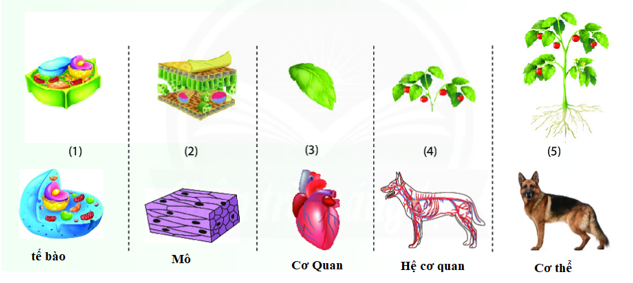 (1) (2) (3) (4) (5)
tế bào Mô Cơ Quan Hệ cơ quan Cơ thể